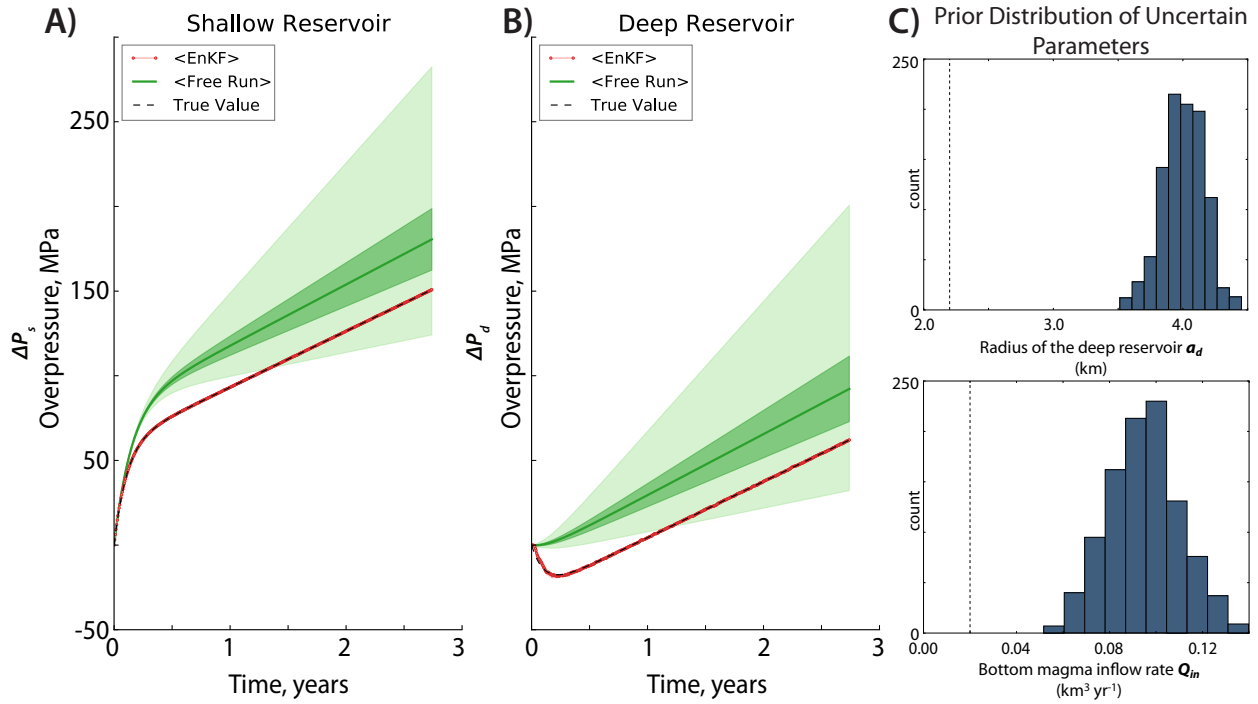 A)
Shallow Reservoir
<EnKF>
<Free Run>
True Value
250
150
50
-50
ΔPs
Overpressure, MPa
0
1
2
3
Time, years
B)
Deep Reservoir
<EnKF>
<Free Run>
True Value
ΔPd
Overpressure, MPa
0
1
2
3
Time, years
C)
Prior Distribution of Uncertain
Parameters
250
count
0
2.0
3.0
4.0
Radius of the deep reservoir ad
(km)
250
count
0
0.00
0.04
0.08
0.12
Bottom magma inflow rate Qin
(km³ yr⁻¹)